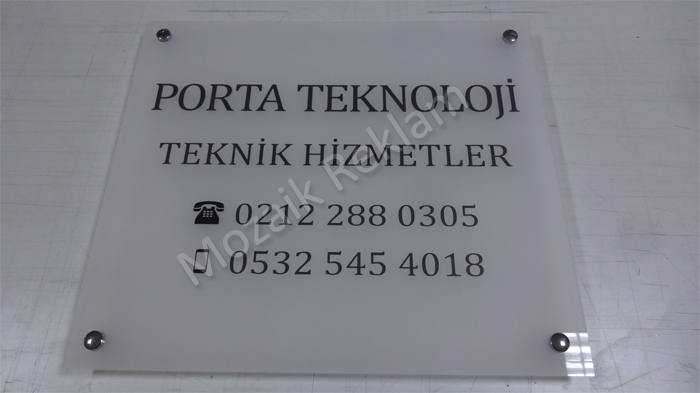 PORTA TEKNOLOJİ
TEKNİK HİZMETLER
0212 288 0305
0532 545 4018
Mozaik Reklam